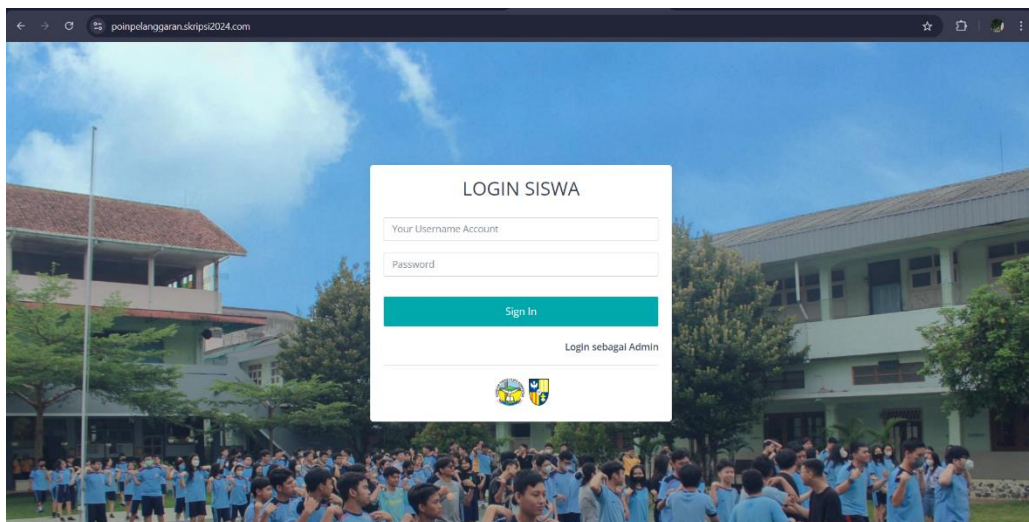 poinpelanggaran.skripsi2024.com
LOGIN SISWA
Your Username Account
Password
Sign In
Login sebagai Admin